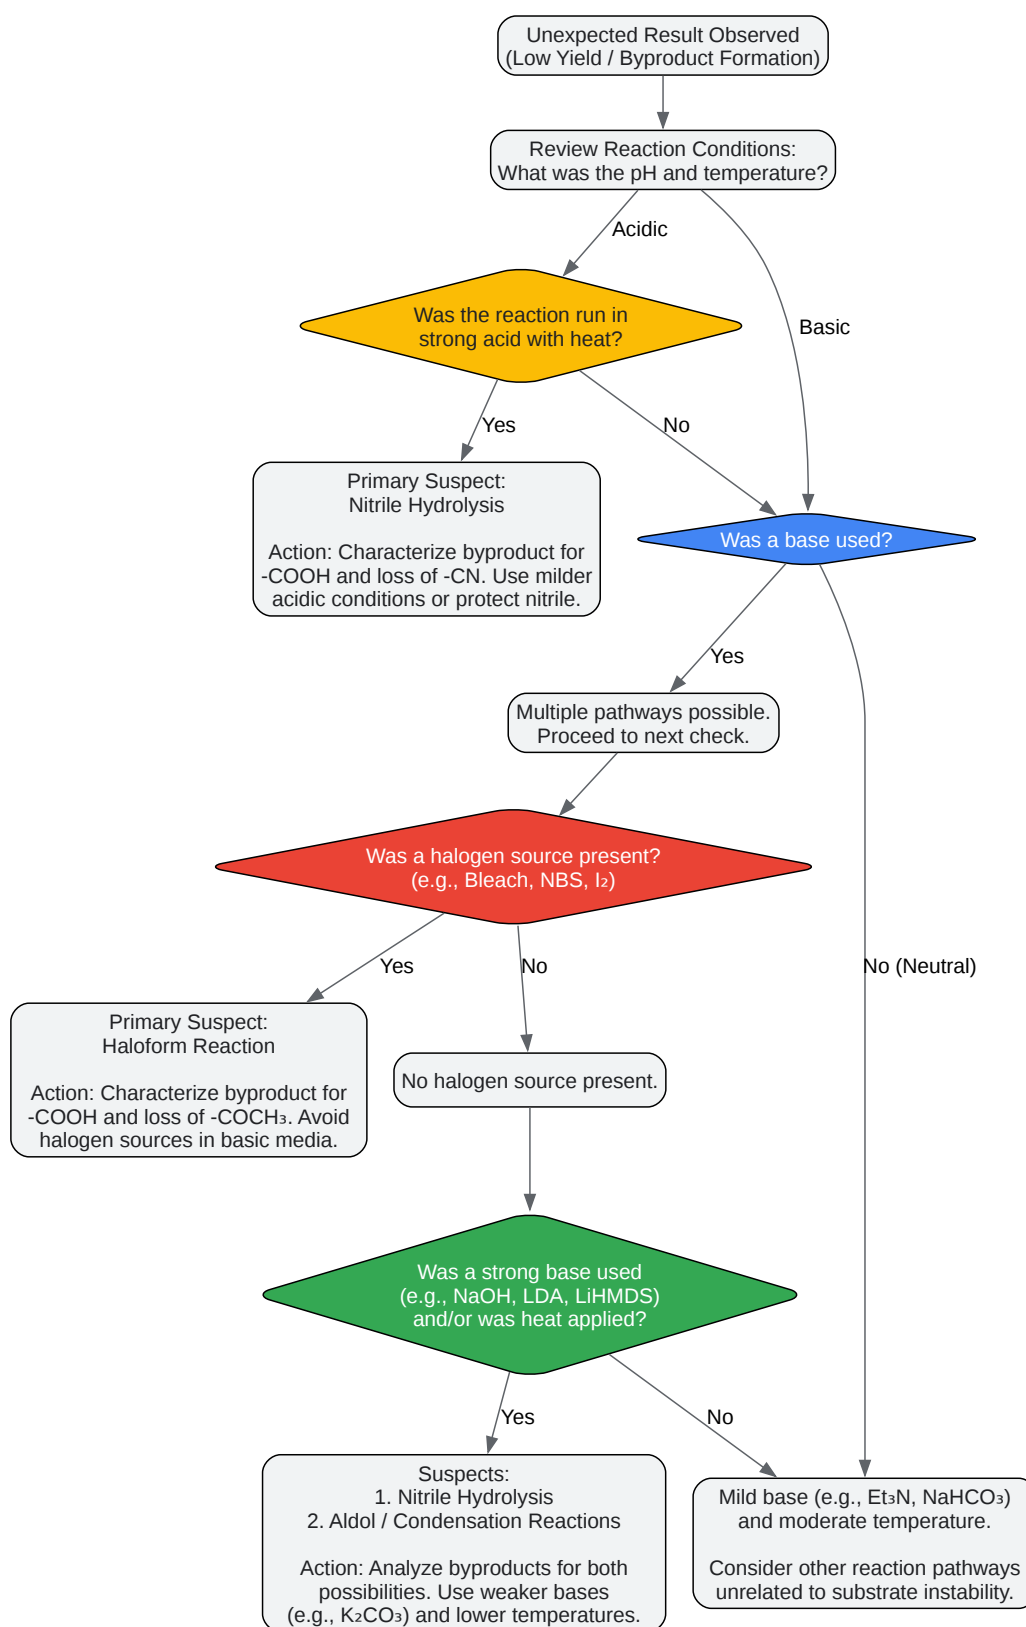 Unexpected Result Observed
(Low Yield / Byproduct Formation)
Review Reaction Conditions:
What was the pH and temperature?
Acidic
Basic
Was the reaction run in
strong acid with heat?
Yes
No
Primary Suspect:
Nitrile Hydrolysis
Action: Characterize byproduct for
-COOH and loss of -CN. Use milder
acidic conditions or protect nitrile.
Was a base used?
Yes
No (Neutral)
Multiple pathways possible.
Proceed to next check.
Was a halogen source present?
(e.g., Bleach, NBS, I₂)
Yes
No
Primary Suspect:
Haloform Reaction
Action: Characterize byproduct for
-COOH and loss of -COCH₃. Avoid
halogen sources in basic media.
No halogen source present.
Was a strong base used
(e.g., NaOH, LDA, LiHMDS)
and/or was heat applied?
Yes
No
Suspects:
1. Nitrile Hydrolysis
2. Aldol / Condensation Reactions
Action: Analyze byproducts for both
possibilities. Use weaker bases
(e.g., K₂CO₃) and lower temperatures.
Mild base (e.g., Et₃N, NaHCO₃)
and moderate temperature.
Consider other reaction pathways
unrelated to substrate instability.